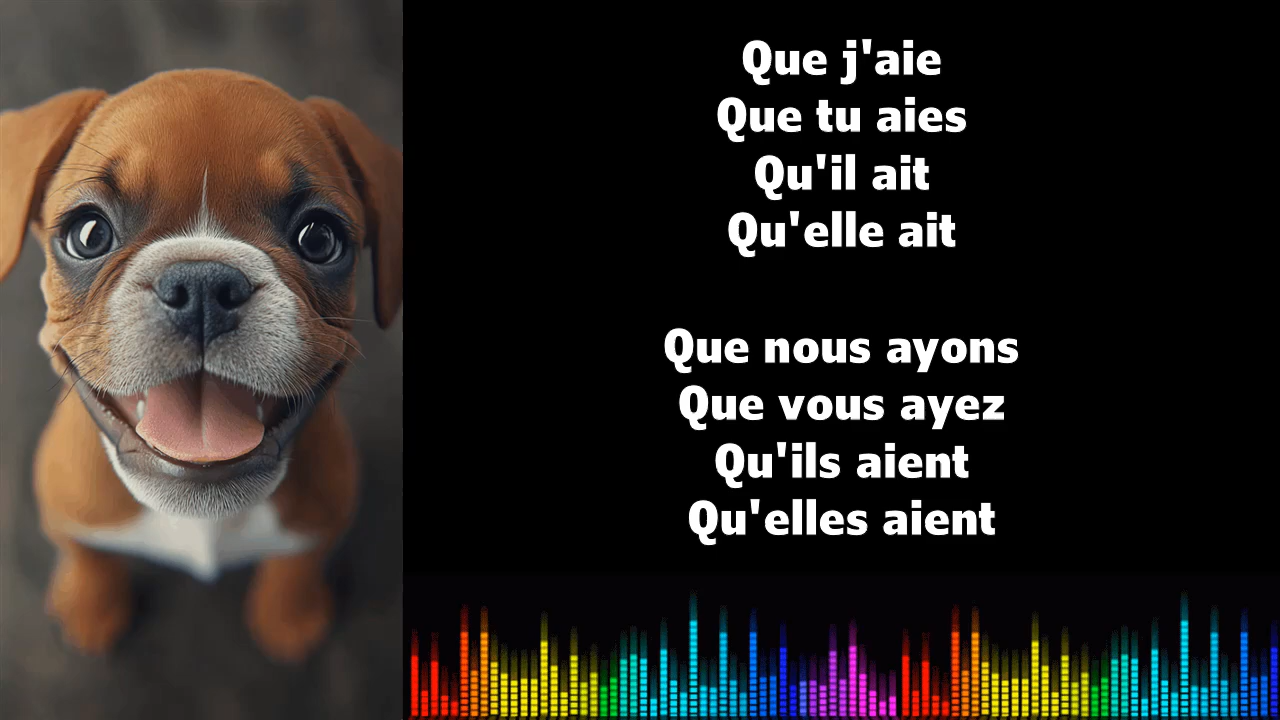 Que j'aie
Que tu aies
Qu'il ait
Qu'elle ait
Que nous ayons
Que vous ayez
Qu'ils aient
Qu'elles aient